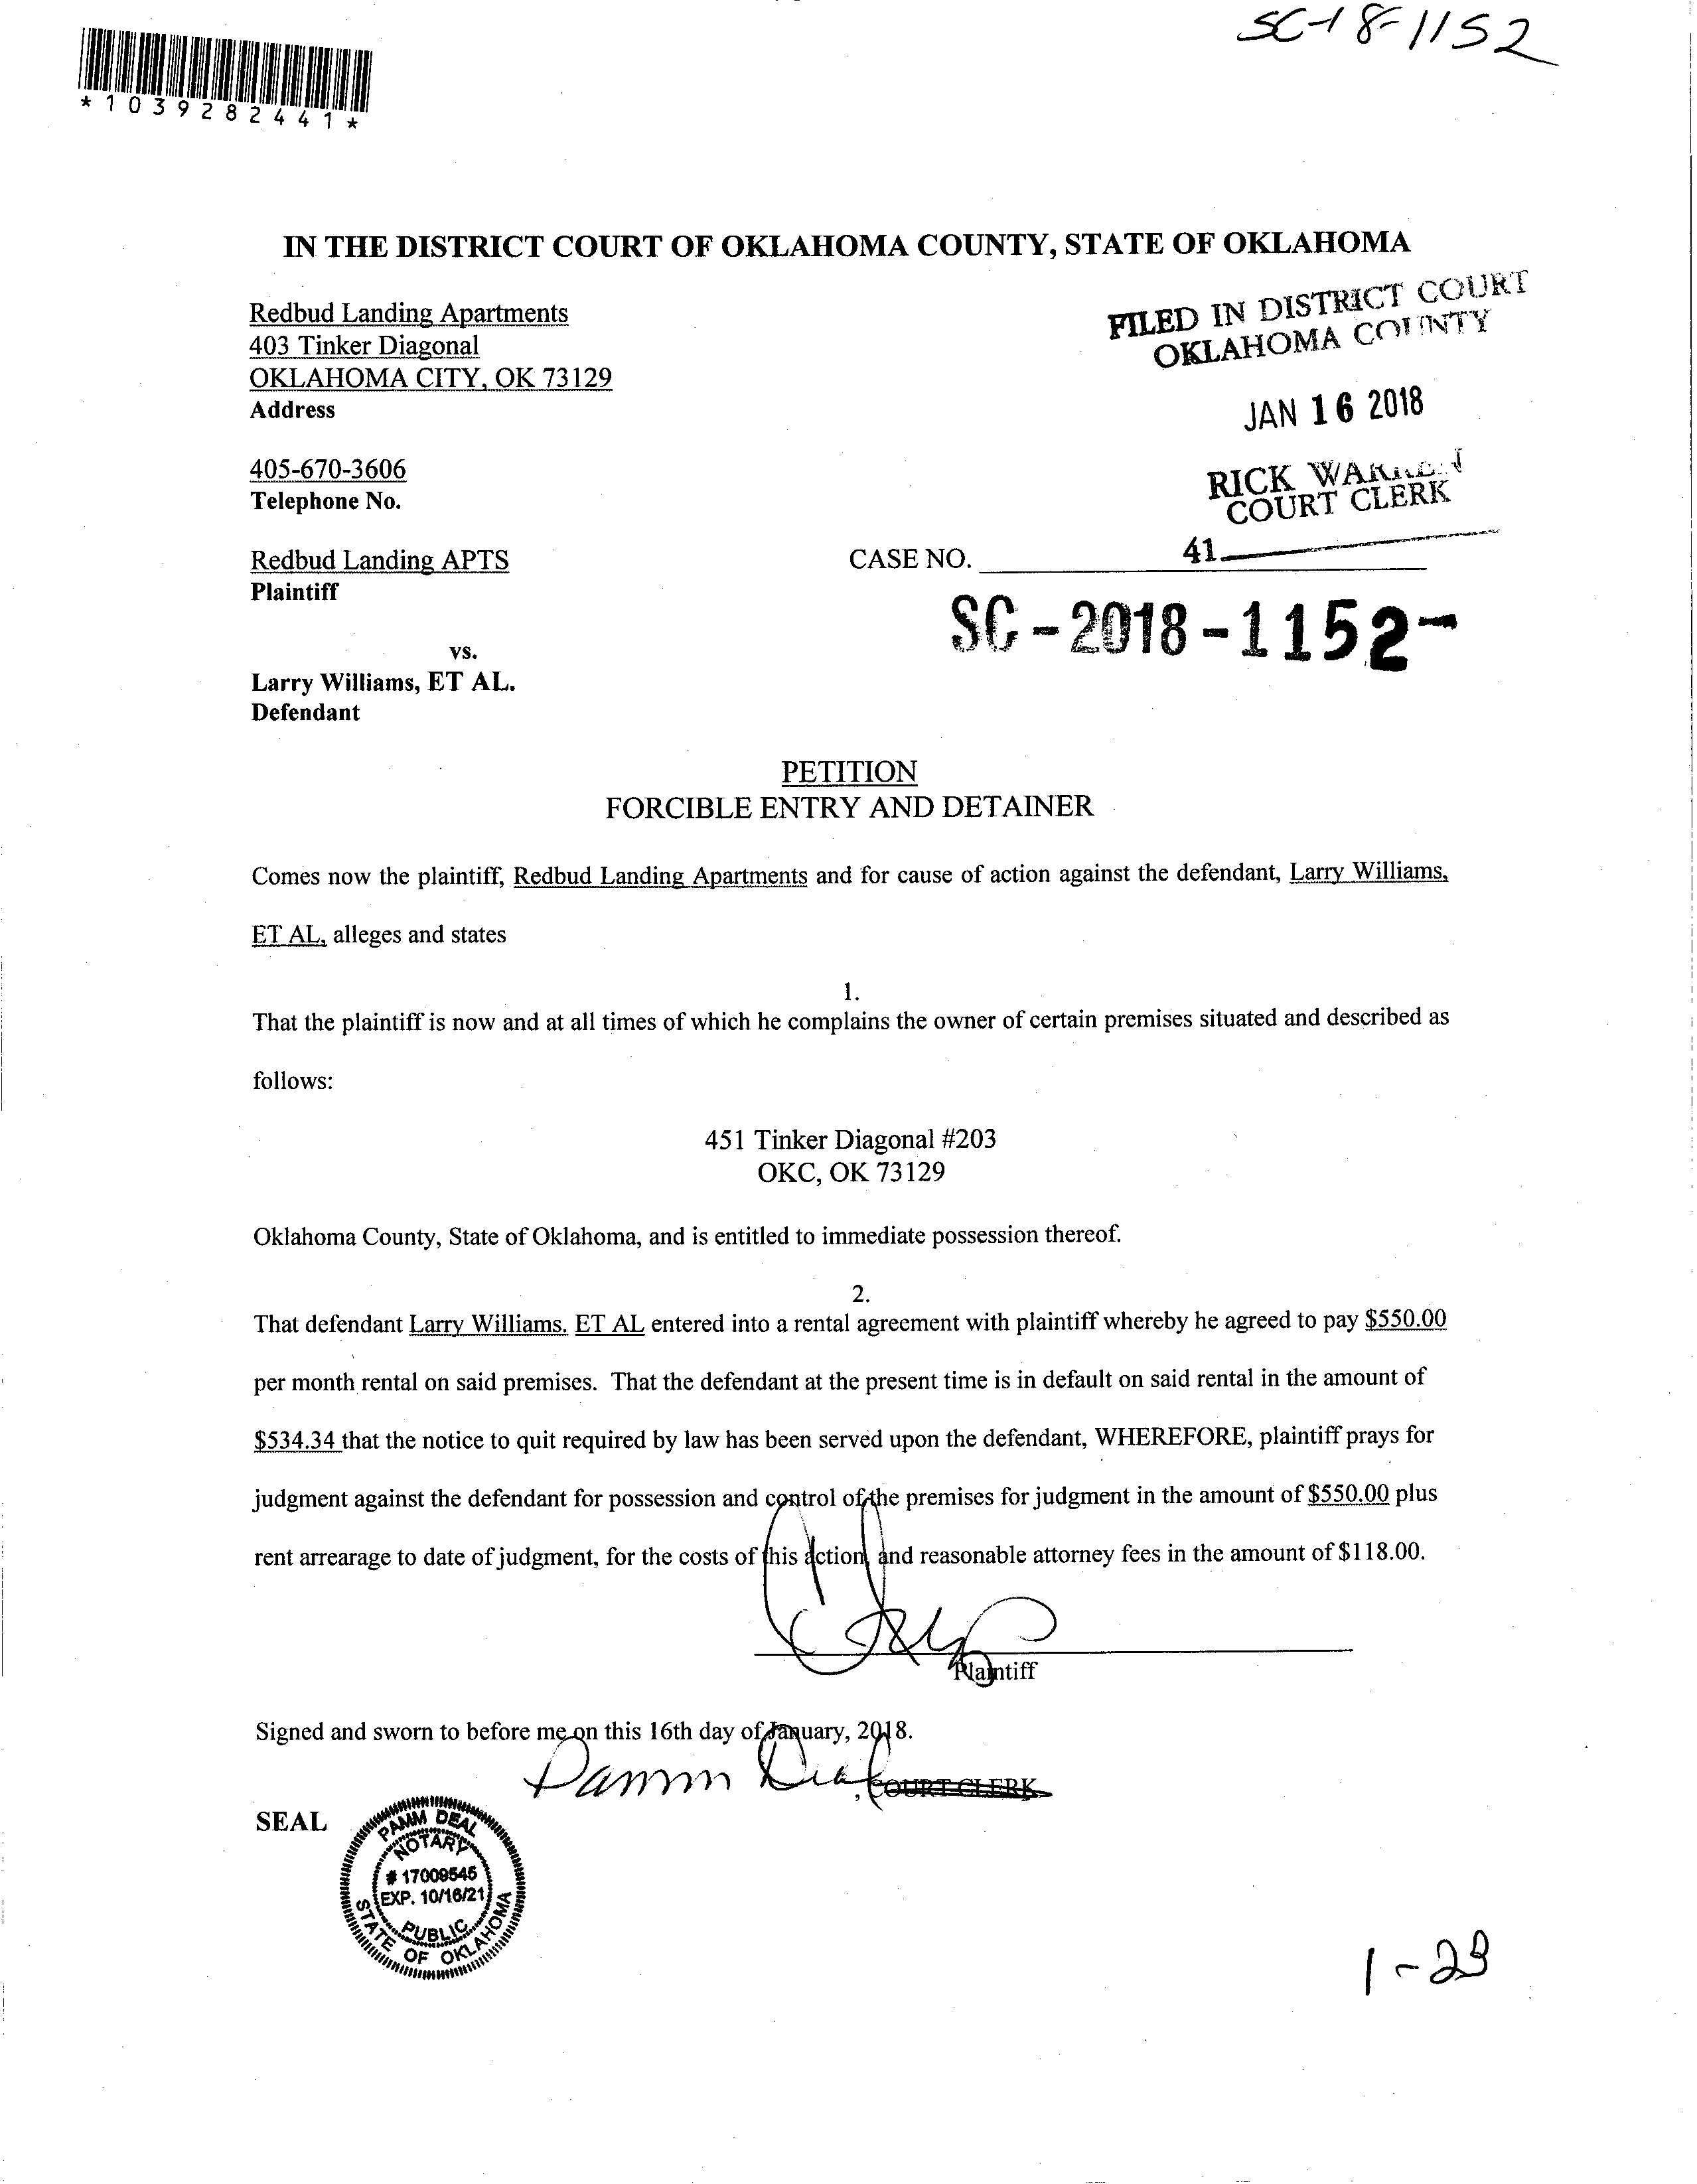 SC-18-1152
*1039282441*
IN THE DISTRICT COURT OF OKLAHOMA COUNTY, STATE OF OKLAHOMA
Redbud Landing Apartments
403 Tinker Diagonal
OKLAHOMA CITY, OK 73129
Address
FILED IN DISTRICT COURT
OKLAHOMA COUNTY
JAN 16 2018
405-670-3606
Telephone No.
RICK WARREN
COURT CLERK
41
Redbud Landing APTS
Plaintiff
CASE NO.
SC-2018-1152-
vs.
Larry Williams, ET AL.
Defendant
PETITION
FORCIBLE ENTRY AND DETAINER
Comes now the plaintiff, Redbud Landing Apartments and for cause of action against the defendant, Larry Williams,
ET AL, alleges and states
1.
That the plaintiff is now and at all times of which he complains the owner of certain premises situated and described as
follows:
451 Tinker Diagonal #203
OKC, OK 73129
Oklahoma County, State of Oklahoma, and is entitled to immediate possession thereof.
2.
That defendant Larry Williams. ET AL entered into a rental agreement with plaintiff whereby he agreed to pay $550.00
per month rental on said premises. That the defendant at the present time is in default on said rental in the amount of
$534.34 that the notice to quit required by law has been served upon the defendant, WHEREFORE, plaintiff prays for
judgment against the defendant for possession and control of the premises for judgment in the amount of $550.00 plus
rent arrearage to date of judgment, for the costs of this action, and reasonable attorney fees in the amount of $118.00.
Plaintiff
Signed and sworn to before me on this 16th day of January, 2018.
Pamm Deal
, COURT CLERK
SEAL
PAMM DEAL
NOTARY
# 17009545
EXP. 10/16/21
PUBLIC
STATE OF OKLAHOMA
1-23